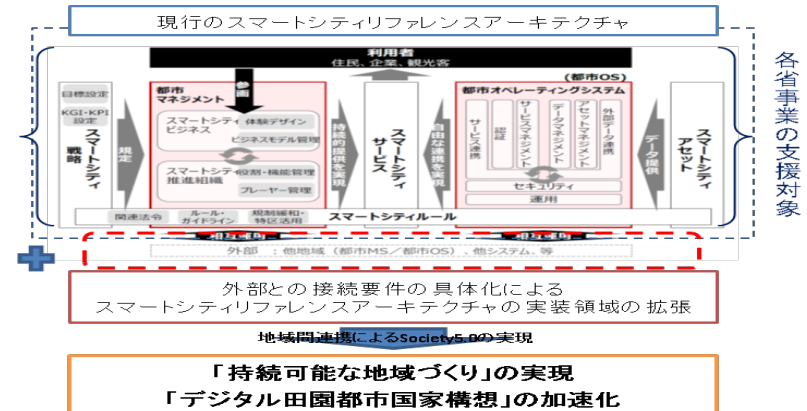 現行のスマートシティリファレンスアーキテクチャ
利用者
住民、企業、観光客
(都市OS)
目標設定
KGI・KPI
設定
スマートシティ
戦略
規定
都市
マネジメント
参画
スマートシティ
ビジネス
体験デザイン
ビジネスモデル管理
スマートシティ
推進組織
役割・機能管理
プレーヤー管理
持続的提供を実現
スマートシティ
サービス
自由な連携を実現
都市オペレーティングシステム
サービス連携
認証
サービスマネジメント
データマネジメント
アセットマネジメント
外部データ連携
セキュリティ
運用
データ提供
スマートシティ
アセット
関連法令
ルール・
ガイドライン
規制緩和・
特区活用
スマートシティルール
各省事業の支援対象
外部 : 他地域(都市MS/都市OS)、他システム、等
外部との接続要件の具体化による
スマートシティリファレンスアーキテクチャの実装領域の拡張
地域間連携によるSociety5.0の実現
「持続可能な地域づくり」の実現
「デジタル田園都市国家構想」の加速化